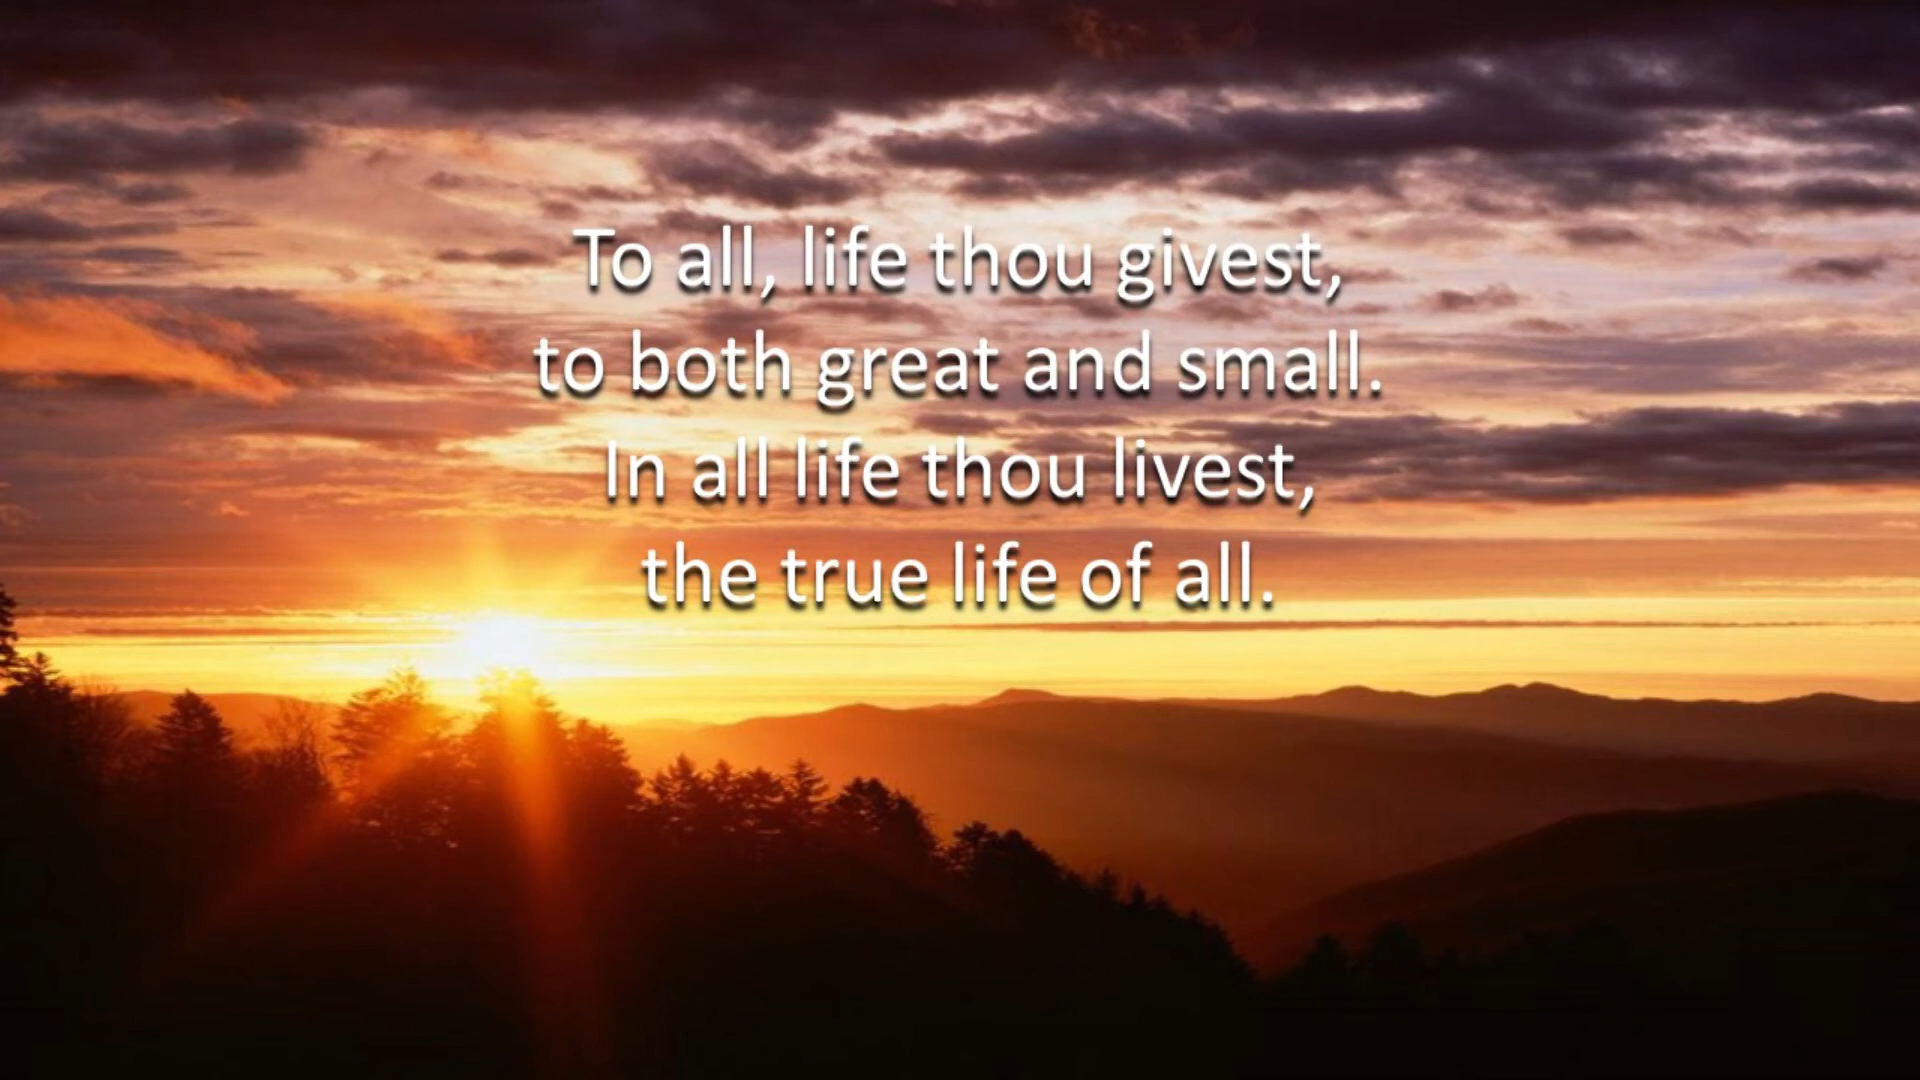 To all, life thou givest,
to both great and small.
In all life thou livest,
the true life of all.